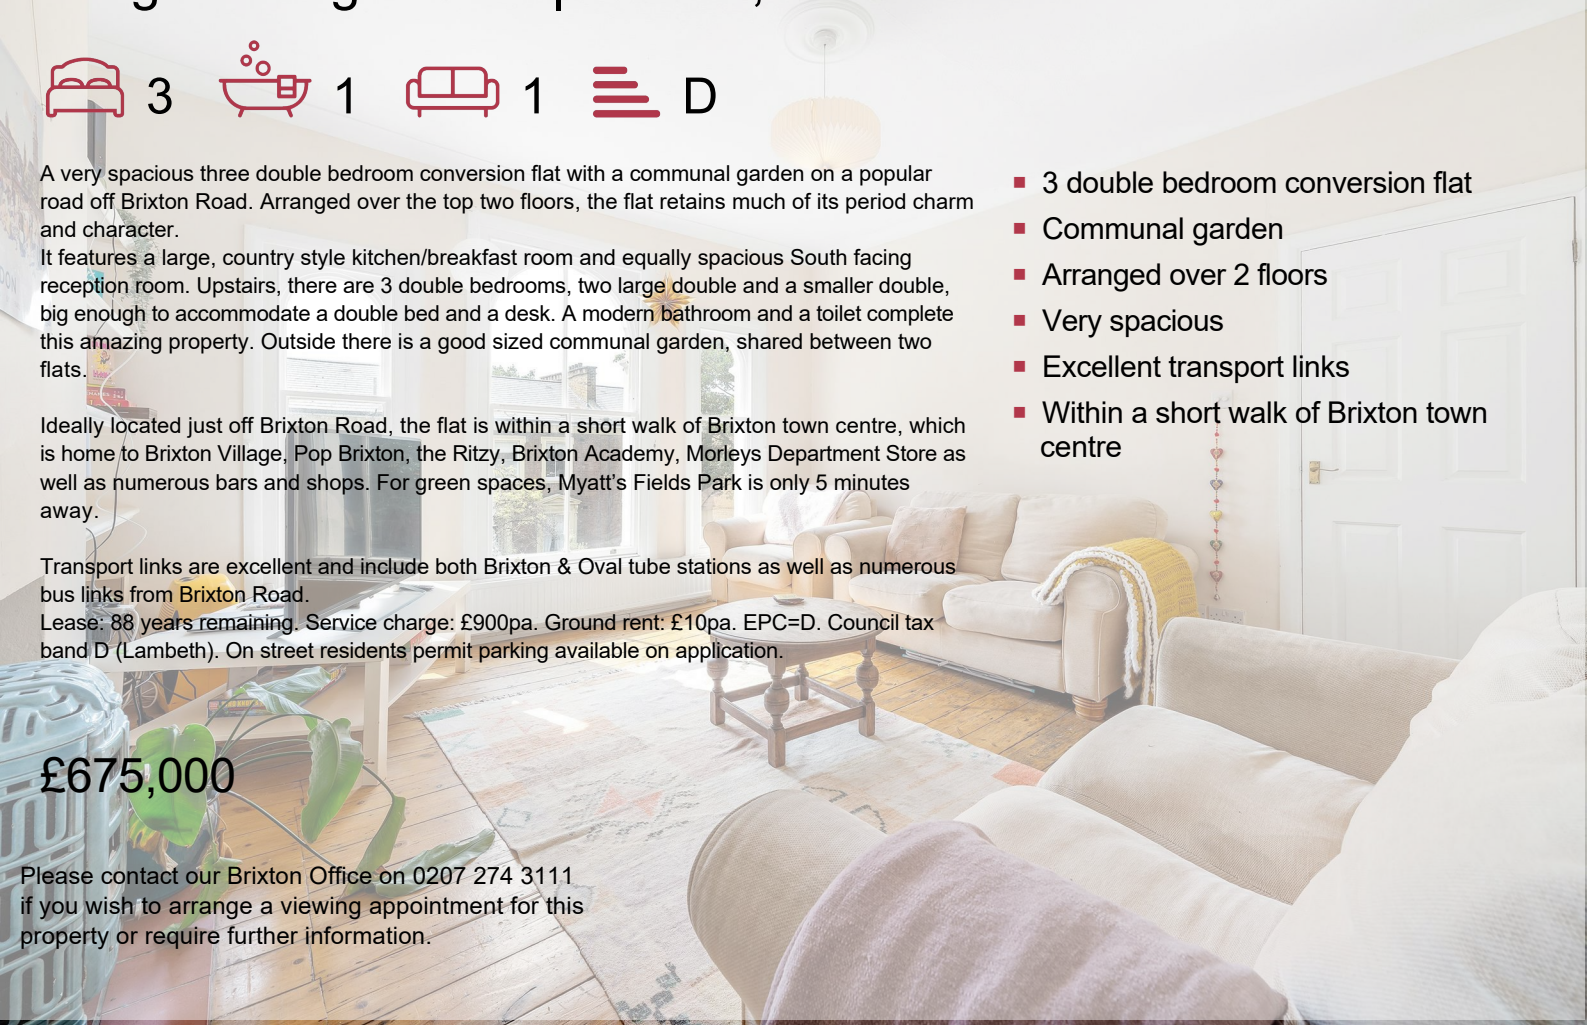 3 1 1 D
A very spacious three double bedroom conversion flat with a communal garden on a popular
road off Brixton Road. Arranged over the top two floors, the flat retains much of its period charm
and character.
It features a large, country style kitchen/breakfast room and equally spacious South facing
reception room. Upstairs, there are 3 double bedrooms, two large double and a smaller double,
big enough to accommodate a double bed and a desk. A modern bathroom and a toilet complete
this amazing property. Outside there is a good sized communal garden, shared between two
flats.
Ideally located just off Brixton Road, the flat is within a short walk of Brixton town centre, which
is home to Brixton Village, Pop Brixton, the Ritzy, Brixton Academy, Morleys Department Store as
well as numerous bars and shops. For green spaces, Myatt’s Fields Park is only 5 minutes
away.
Transport links are excellent and include both Brixton & Oval tube stations as well as numerous
bus links from Brixton Road.
Lease: 88 years remaining. Service charge: £900pa. Ground rent: £10pa. EPC=D. Council tax
band D (Lambeth). On street residents permit parking available on application.
■ 3 double bedroom conversion flat
■ Communal garden
■ Arranged over 2 floors
■ Very spacious
■ Excellent transport links
■ Within a short walk of Brixton town
centre
£675,000
Please contact our Brixton Office on 0207 274 3111
if you wish to arrange a viewing appointment for this
property or require further information.